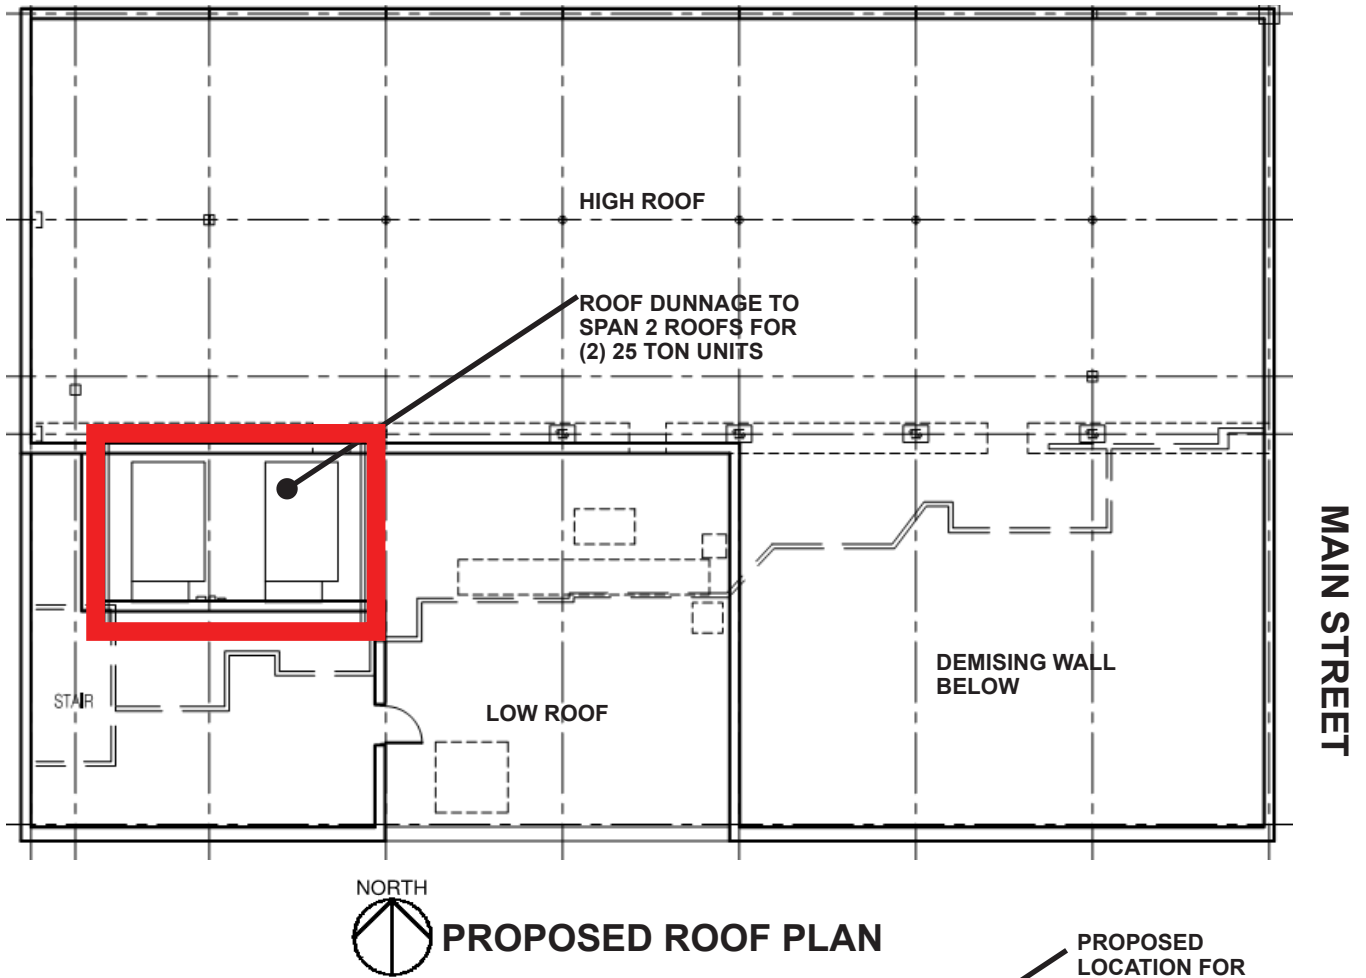 HIGH ROOF
ROOF DUNNAGE TO
SPAN 2 ROOFS FOR
(2) 25 TON UNITS
MAIN STREET
DEMISING WALL
BELOW
STAIR
LOW ROOF
NORTH
PROPOSED ROOF PLAN
PROPOSED
LOCATION FOR